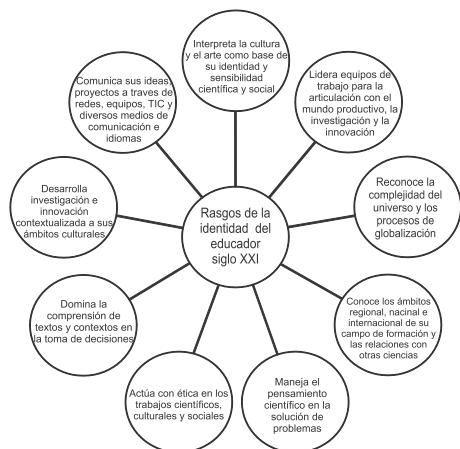 Interpreta la cultura
y el arte como base de
su identidad y
sensibilidad
científica y social
Lidera equipos de
trabajo para la
articulación con el
mundo productivo, la
investigación y la
innovación
Reconoce la
complejidad del
universo y los
procesos de
globalización
Conoce los ámbitos
regional, nacinal e
internacional de su
campo de formación y
las relaciones con
otras ciencias
Maneja el
pensamiento
científico en la
solución de
problemas
Actúa con ética en los
trabajos científicos,
culturales y sociales
Domina la
comprensión de
textos y contextos en
la toma de decisiones
Desarrolla
investigación e
innovación
contextualizada a sus
ámbitos culturales
Comunica sus ideas,
proyectos a traves de
redes, equipos, TIC y
diversos medios de
comunicación e
idiomas
Rasgos de la
identidad del
educador
siglo XXI